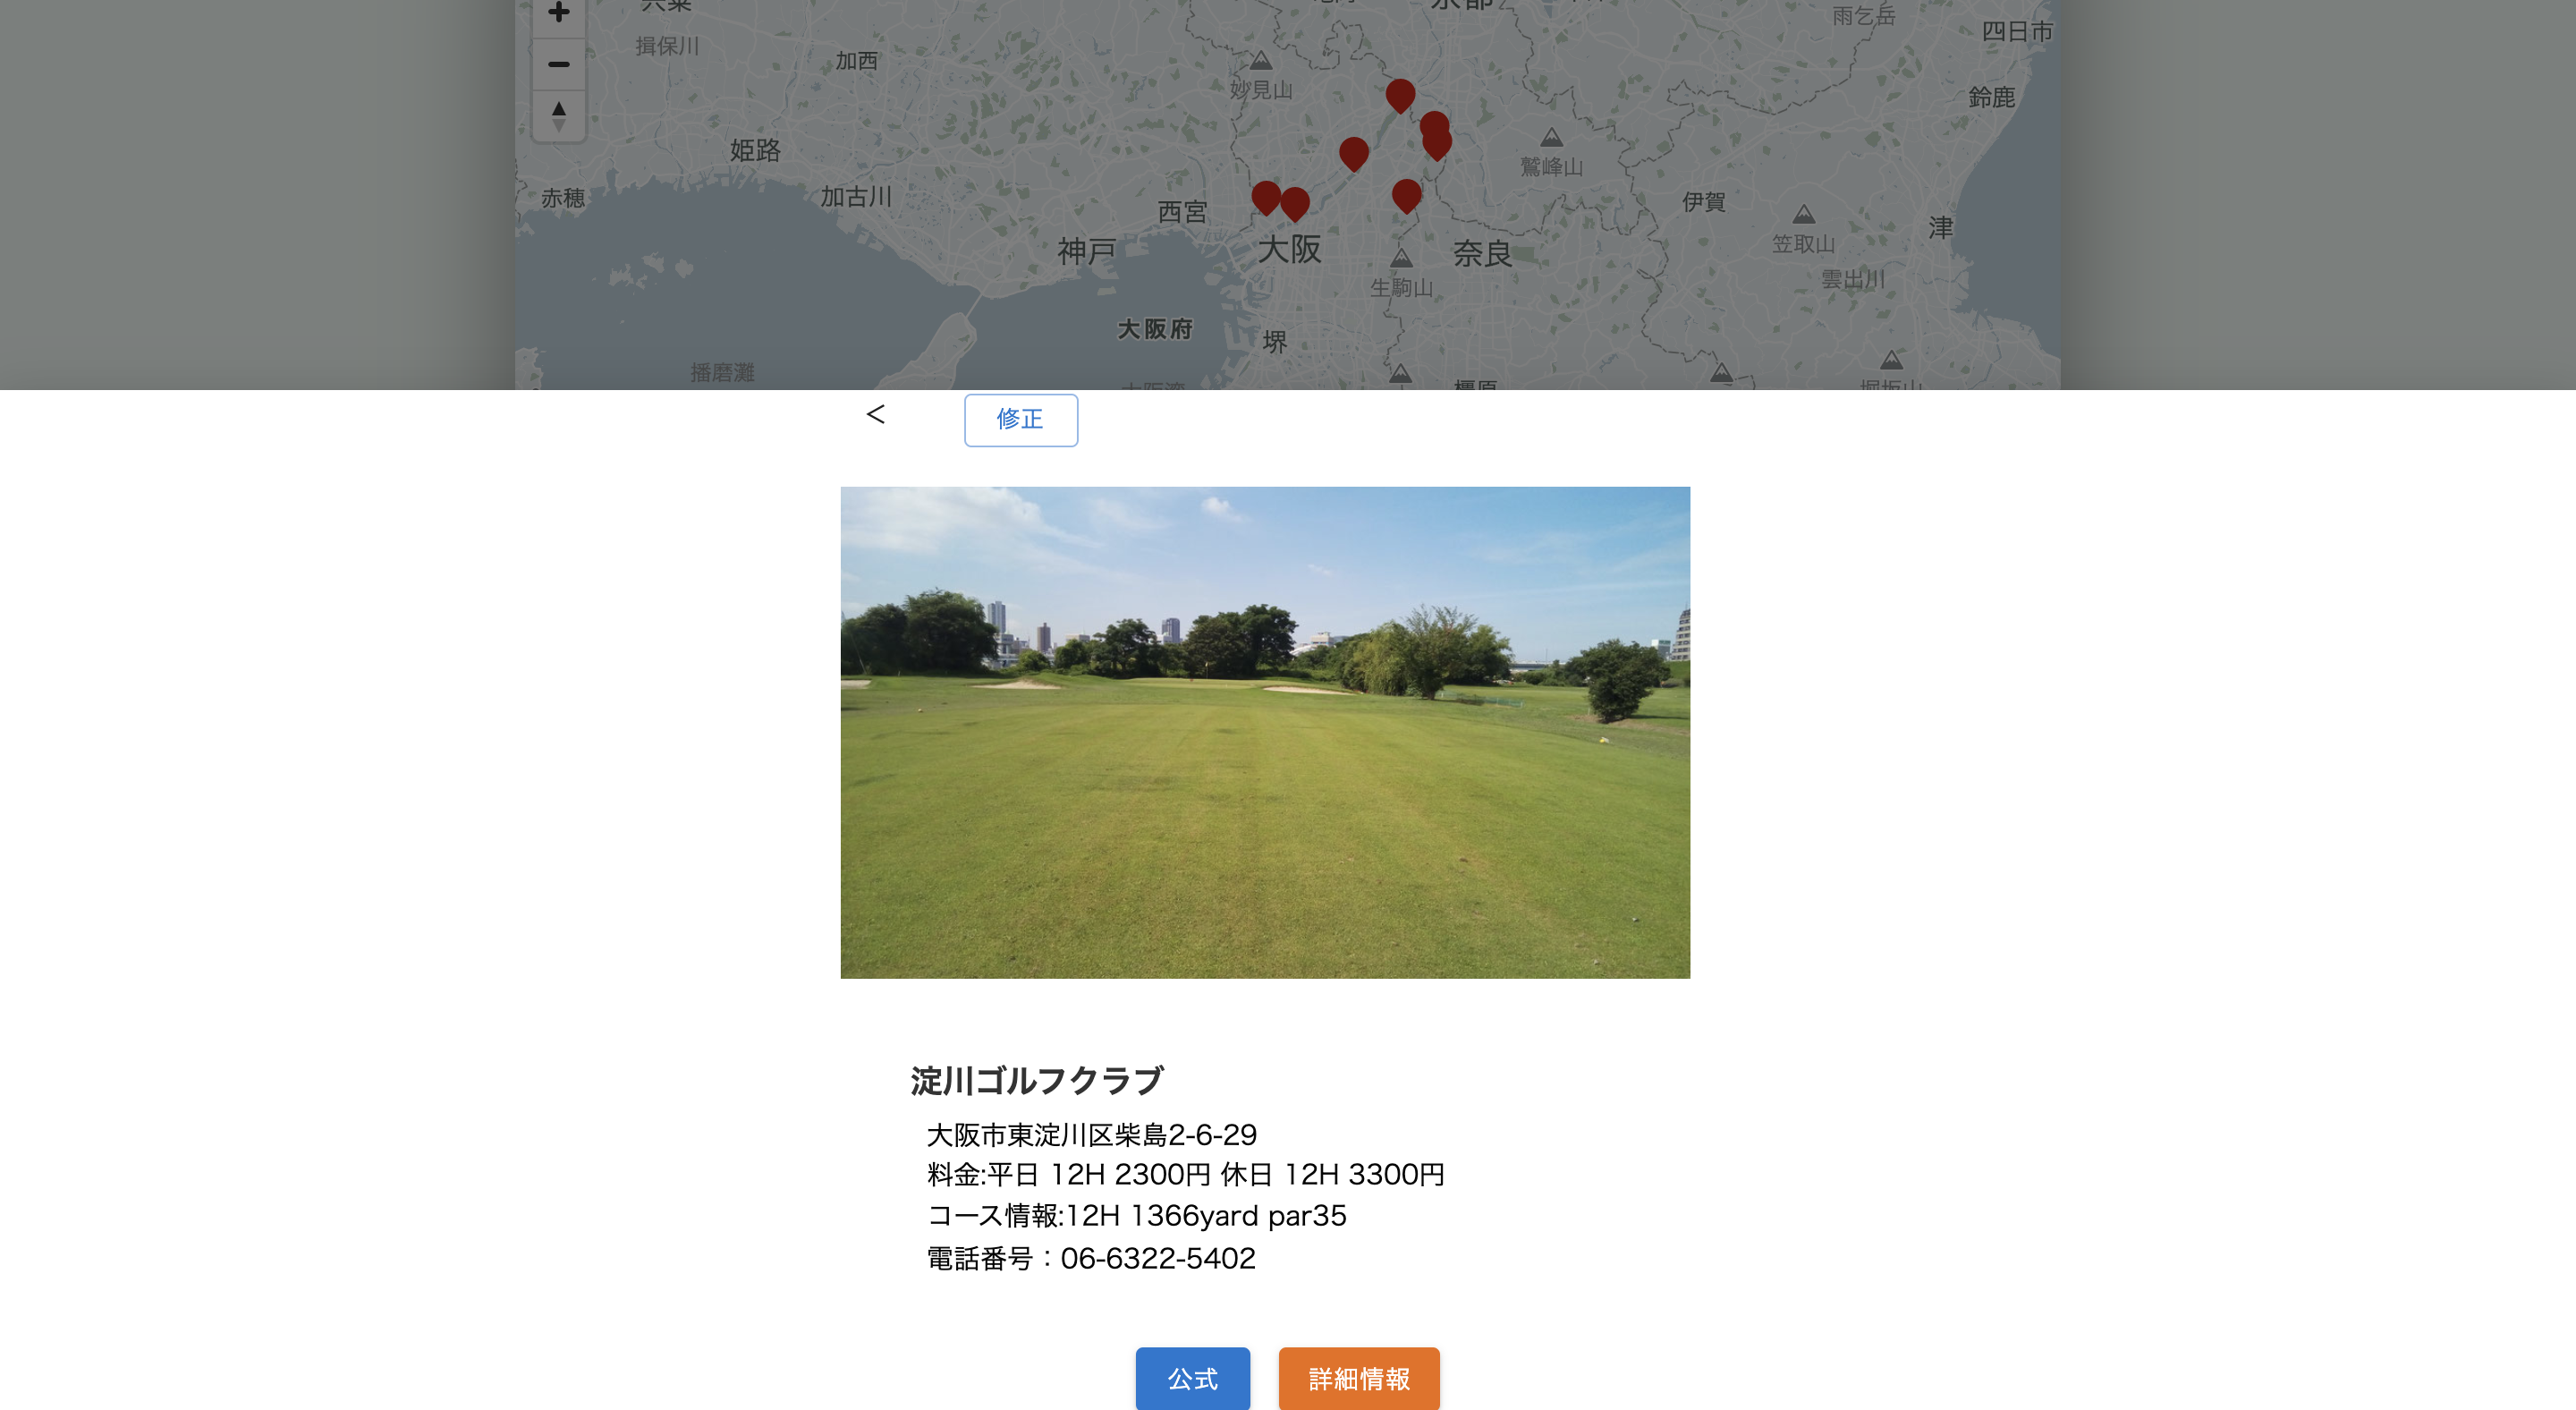 雨乞岳
四日市
揖保川
加西
妙見山
鈴鹿
姫路
鷲峰山
赤穂
加古川
西宮
伊賀
神戸
大阪
奈良
笠取山
津
生駒山
雲出川
大阪府
堺
播磨灘
<
修正
淀川ゴルフクラブ
大阪市東淀川区柴島2-6-29
料金:平日 12H 2300円 休日 12H 3300円
コース情報:12H 1366yard par35
電話番号：06-6322-5402
公式
詳細情報